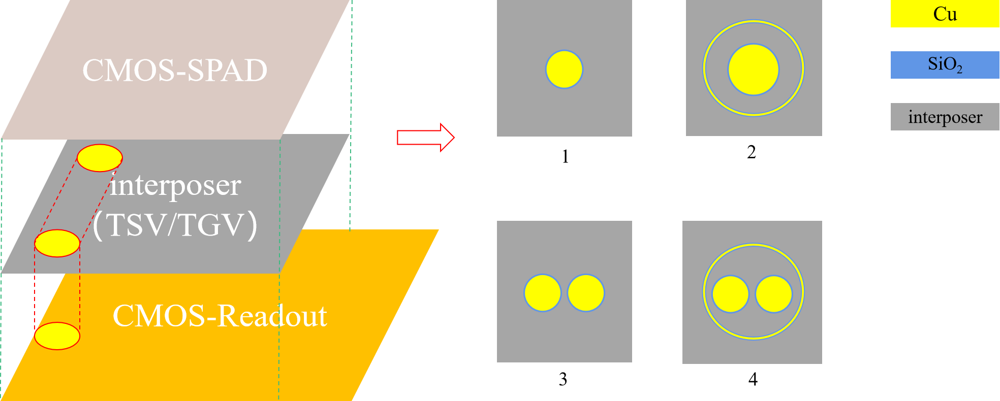 CMOS-SPAD
interposer
(TSV/TGV)
CMOS-Readout
1
2
3
4
Cu
SiO₂
interposer